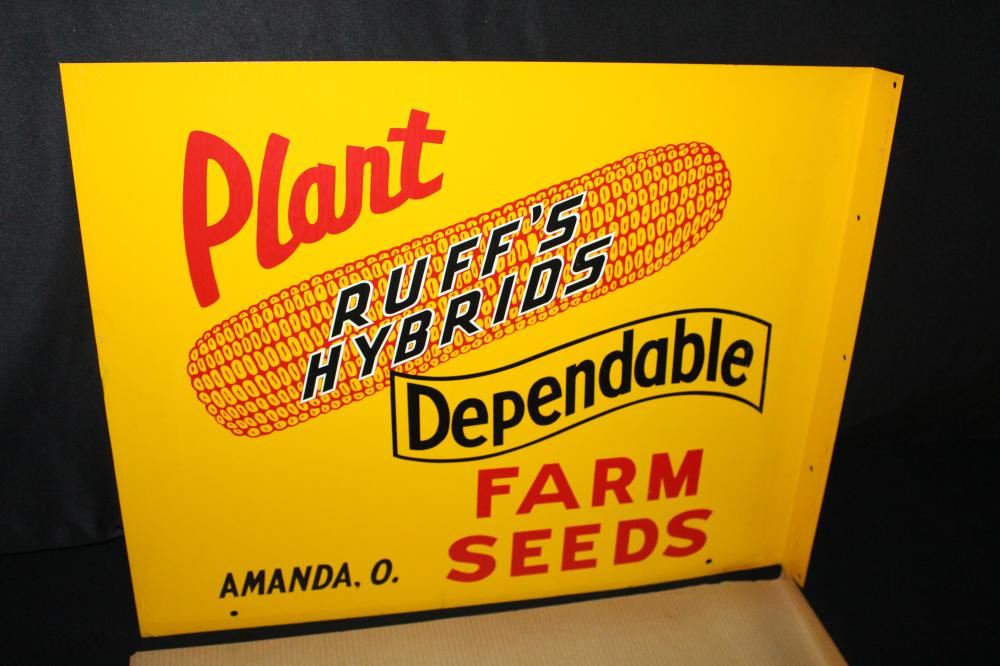 Plant
RUFF'S
HYBRIDS
Dependable
FARM
SEEDS
AMANDA, O.